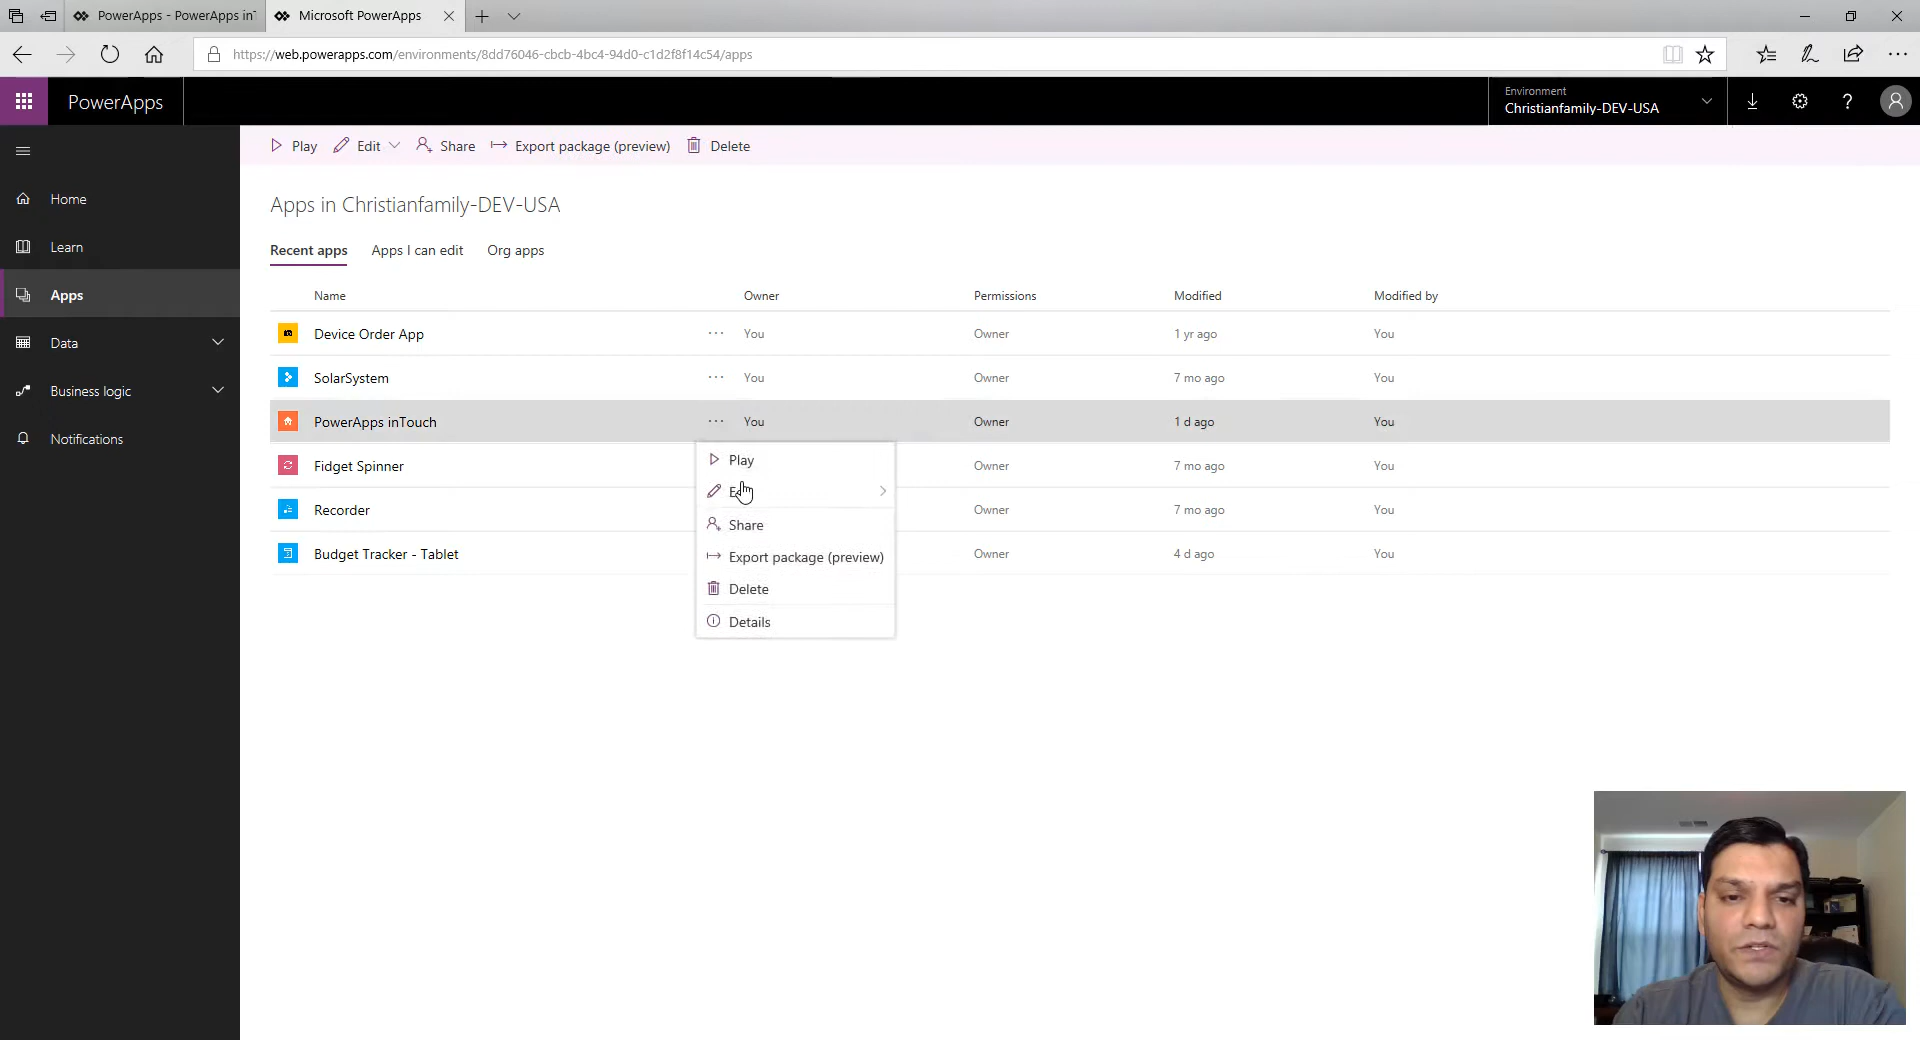 PowerApps - PowerApps in
Microsoft PowerApps
https://web.powerapps.com/environments/8dd76046-cbcb-4bc4-94d0-c1d2f8f14c54/apps
PowerApps
Environment
Christianfamily-DEV-USA
?
Play
Edit
Share
Export package (preview)
Delete
Home
Learn
Apps
Data
Business logic
Notifications
Apps in Christianfamily-DEV-USA
Recent apps
Apps I can edit
Org apps
Name Owner Permissions Modified Modified by
Device Order App ... You Owner 1 yr ago You
SolarSystem ... You Owner 7 mo ago You
PowerApps inTouch ... You Owner 1 d ago You
Fidget Spinner Owner 7 mo ago You
Recorder Owner 7 mo ago You
Budget Tracker - Tablet Owner 4 d ago You
Play
Share
Export package (preview)
Delete
Details